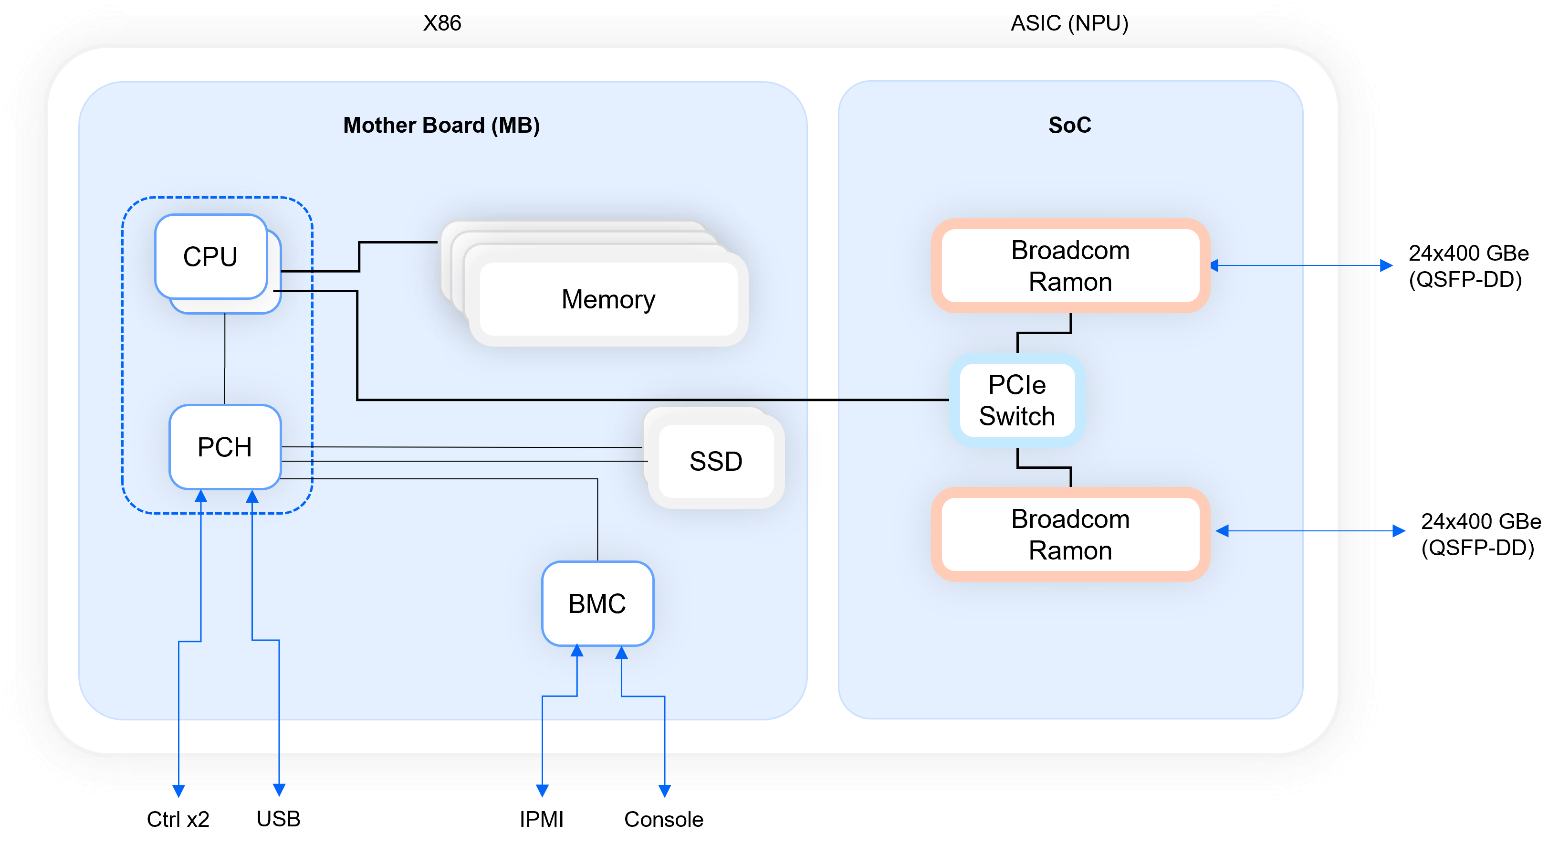 X86
ASIC (NPU)
Mother Board (MB)
SoC
CPU
Memory
Broadcom
Ramon
24x400 GBe
(QSFP-DD)
PCIe
Switch
PCH
SSD
Broadcom
Ramon
24x400 GBe
(QSFP-DD)
BMC
Ctrl x2
USB
IPMI
Console